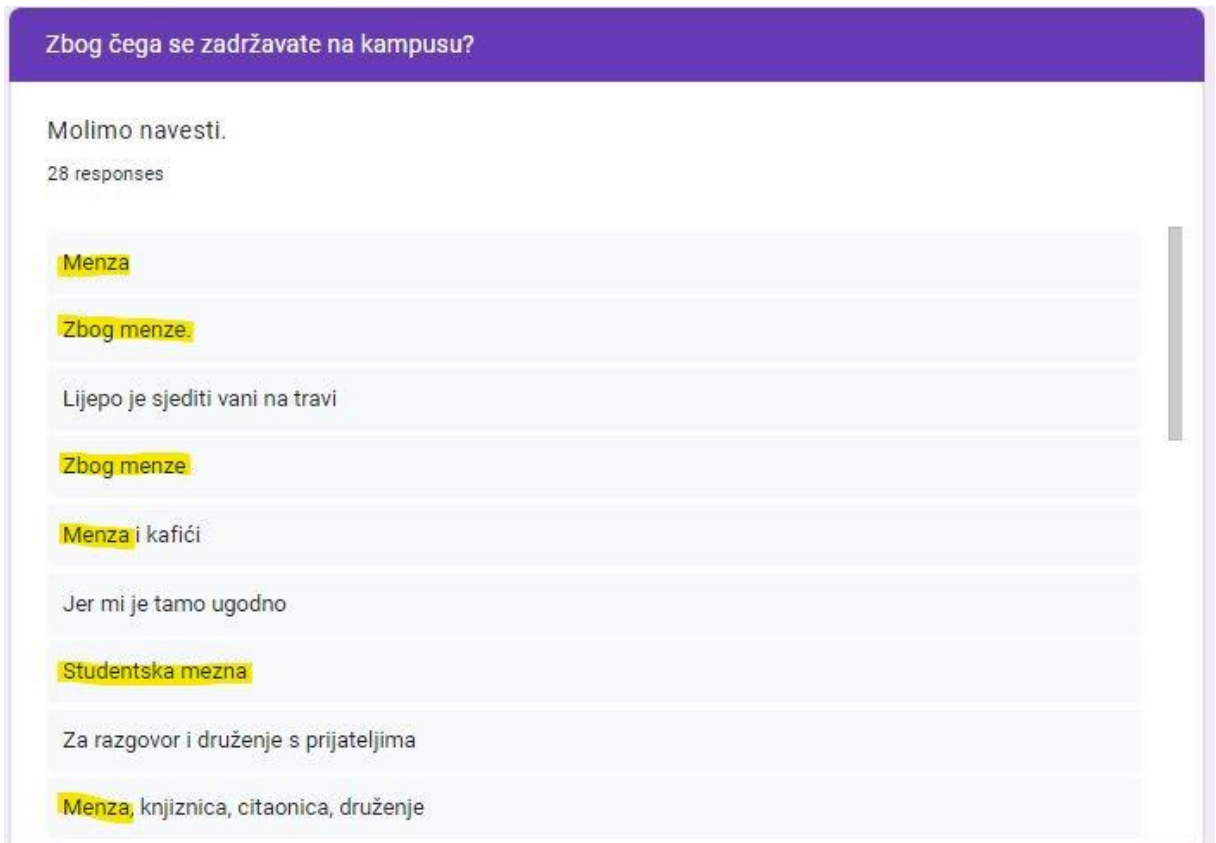 Zbog čega se zadržavate na kampusu?
Molimo navesti.
28 responses
Menza
Zbog menze.
Lijepo je sjediti vani na travi
Zbog menze
Menza i kafići
Jer mi je tamo ugodno
Studentska mezna
Za razgovor i druženje s prijateljima
Menza, knjiznica, citaonica, druženje